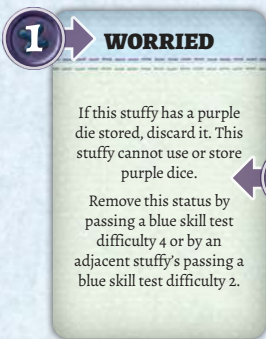 1
WORRIED
If this stuffy has a purple
die stored, discard it. This
stuffy cannot use or store
purple dice.
Remove this status by
passing a blue skill test
difficulty 4 or by an
adjacent stuffy's passing a
blue skill test difficulty 2.